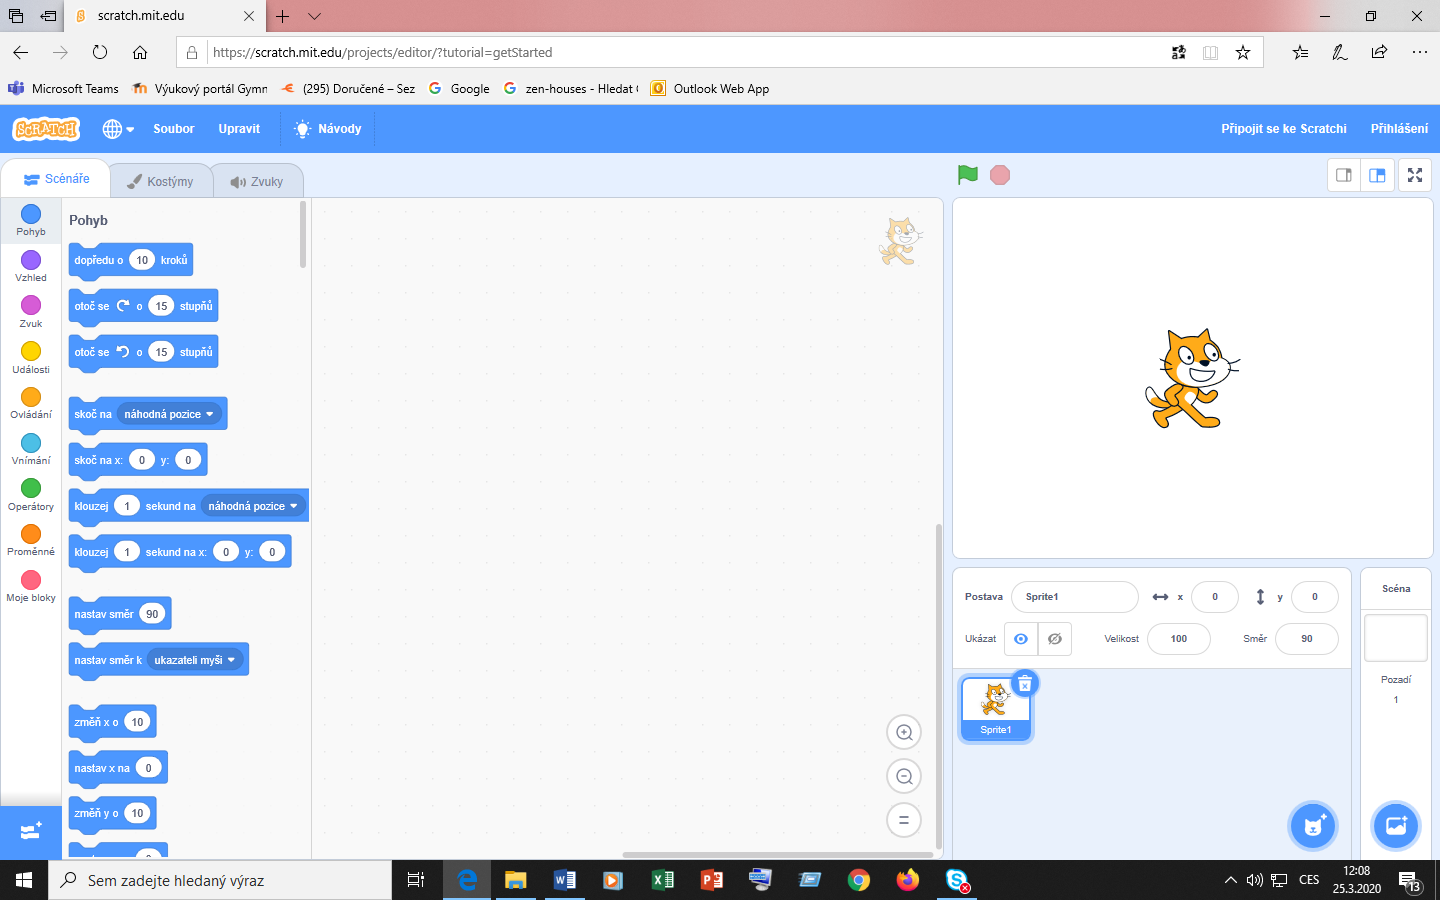 scratch.mit.edu
https://scratch.mit.edu/projects/editor/?tutorial=getStarted
Microsoft Teams
Výukový portál Gymn
(295) Doručené – Sez
Google
zen-houses - Hledat
Outlook Web App
SCRATCH
Soubor
Upravit
Návody
Připojit se ke Scratchi
Přihlášení
Scénáře
Kostýmy
Zvuky
Pohyb
Vzhled
Zvuk
Události
Ovládání
Vnímání
Operátory
Proměnné
Moje bloky
Pohyb
dopředu o 10 kroků
otoč se o 15 stupňů
otoč se o 15 stupňů
skoč na náhodná pozice
skoč na x: 0 y: 0
klouzej 1 sekund na náhodná pozice
klouzej 1 sekund na x: 0 y: 0
nastav směr 90
nastav směr k ukazateli myši
změň x o 10
nastav x na 0
změň y o 10
Postava Sprite1 x 0 y 0
Ukázat Velikost 100 Směr 90
Sprite1
Scéna
Pozadí
1
Sem zadejte hledaný výraz
CES
12:08
25.3.2020
13